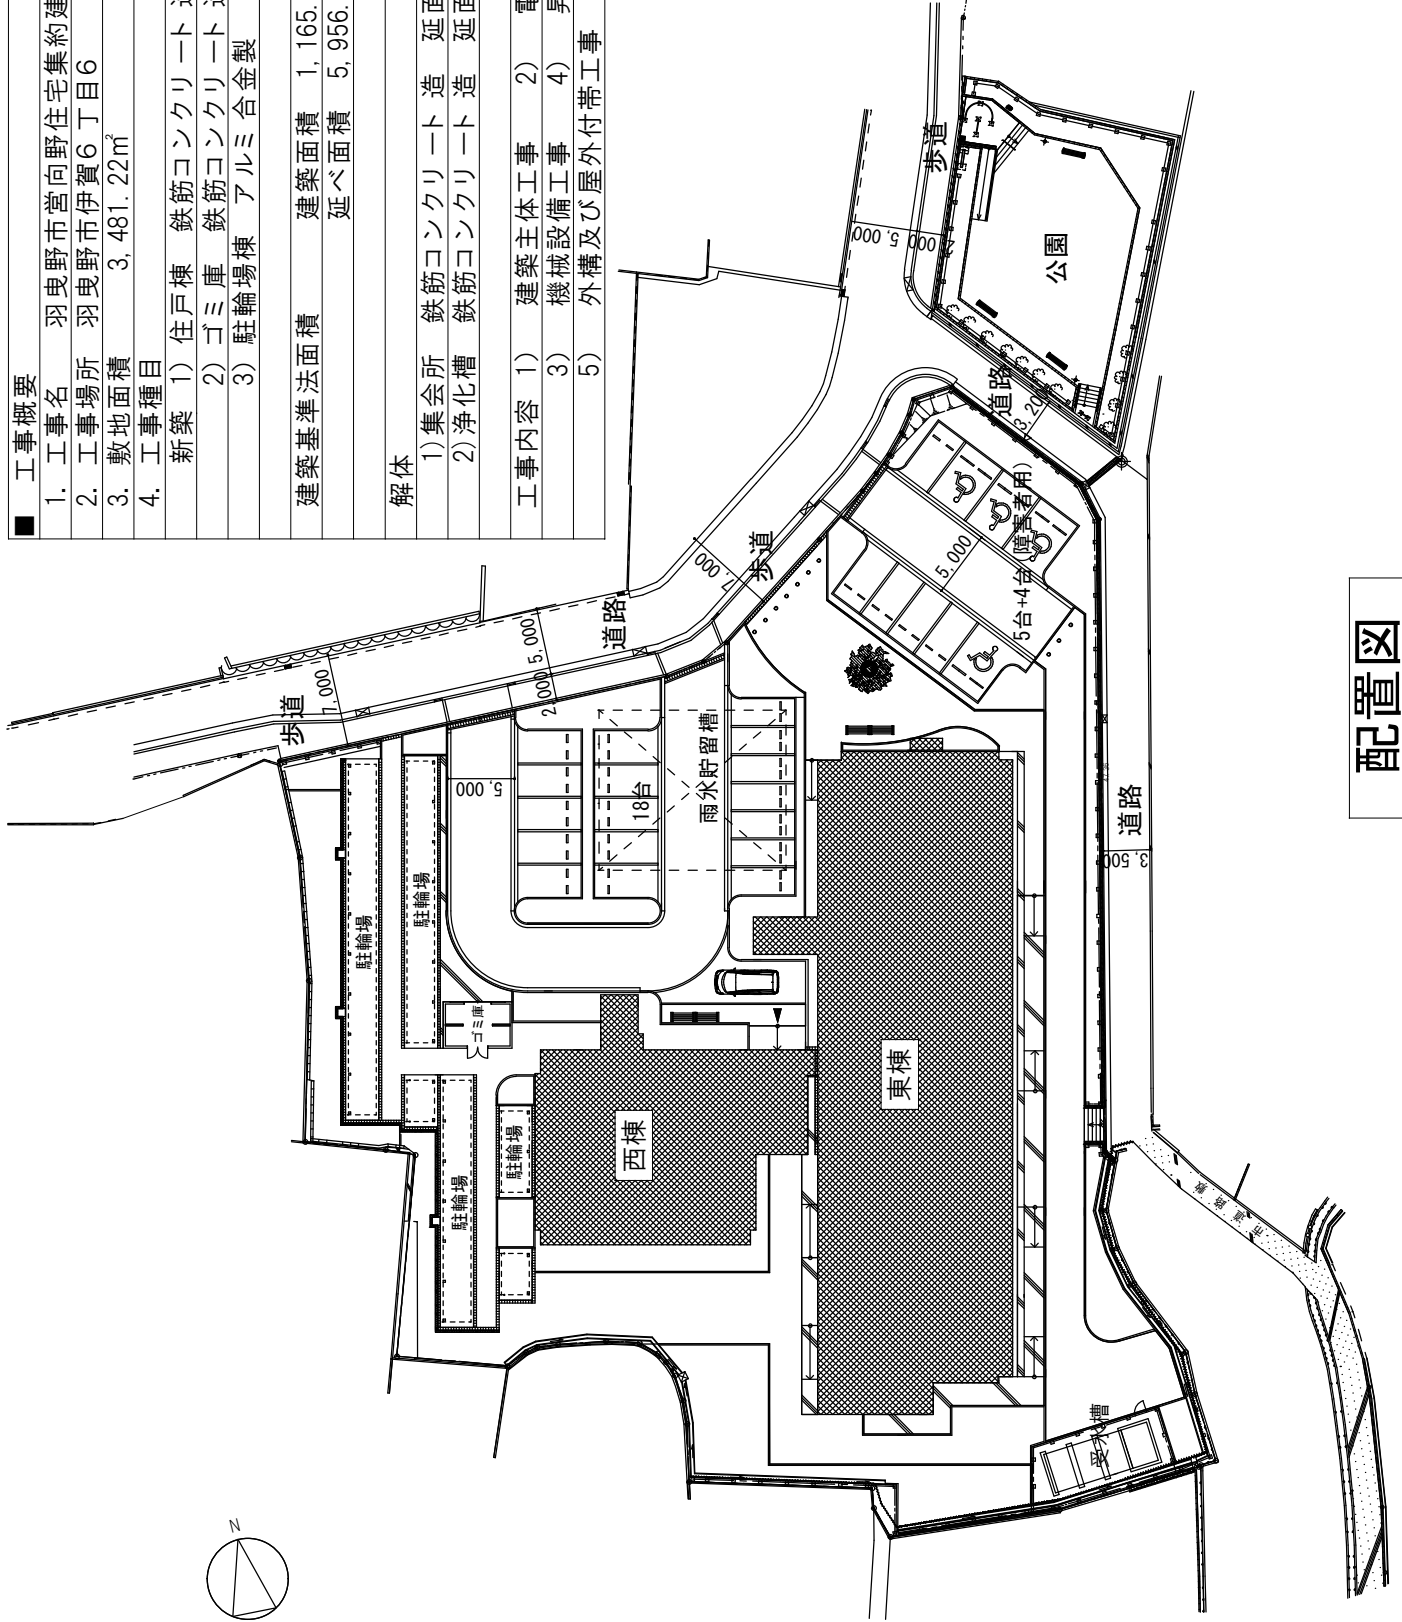 ■ 工事概要
1. 工事名 羽曳野市営向野住宅集約建
2. 工事場所 羽曳野市伊賀6丁目6
3. 敷地面積 3,481.22㎡
4. 工事種目
新築 1) 住戸棟 鉄筋コンクリート造
2) ゴミ庫 鉄筋コンクリート造
3) 駐輪場棟 アルミ合金製
建築基準法面積 建築面積 1,165.
延べ面積 5,956.
解体
1)集会所 鉄筋コンクリート造 延面
2)浄化槽 鉄筋コンクリート造 延面
工事内容 1) 建築主体工事 2) 電
3) 機械設備工事 4) 昇
5) 外構及び屋外付帯工事
歩道
7,000
道路
5,000
2,000
歩道
7,000
歩道
5,000
公園
道路
5,000
5台+4台(障害者用)
駐輪場
駐輪場
駐輪場
駐輪場
ゴミ庫
5,000
18台
雨水貯留槽
西棟
東棟
道路
3,500
市道路敷
受水槽
N
配置図